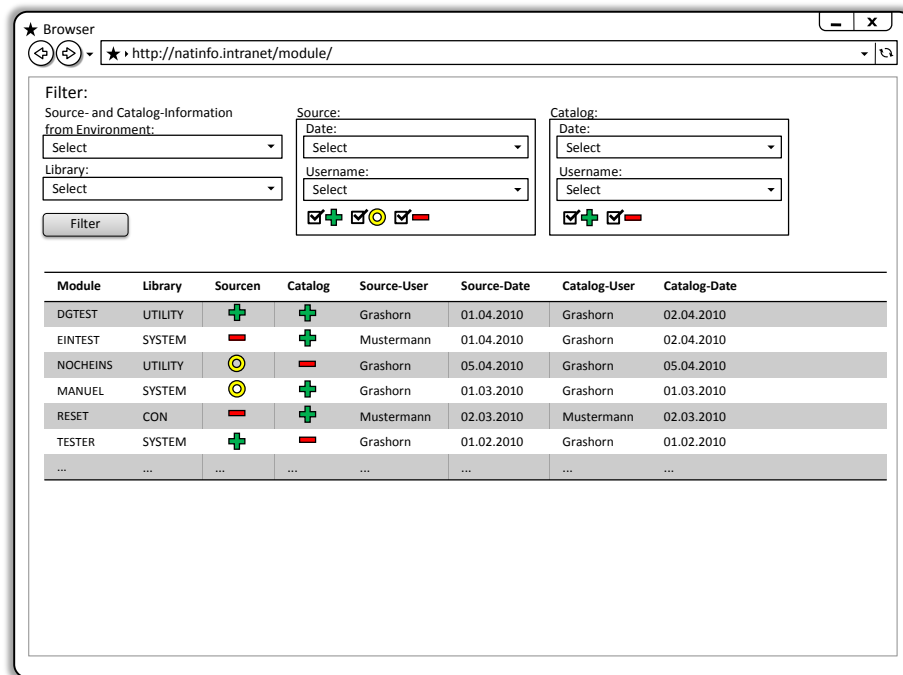 Browser
http://natinfo.intranet/module/
Filter:
Source- and Catalog-Information
from Environment:
Select
Library:
Select
Filter
Source:
Date:
Select
Username:
Select
Catalog:
Date:
Select
Username:
Select
Module Library Sourcen Catalog Source-User Source-Date Catalog-User Catalog-Date
DGTEST UTILITY Grashorn 01.04.2010 Grashorn 02.04.2010
EINTEST SYSTEM Mustermann 01.04.2010 Grashorn 02.04.2010
NOCHEINS UTILITY Grashorn 05.04.2010 Grashorn 05.04.2010
MANUEL SYSTEM Grashorn 01.03.2010 Grashorn 01.03.2010
RESET CON Mustermann 02.03.2010 Mustermann 02.03.2010
TESTER SYSTEM Grashorn 01.02.2010 Grashorn 01.02.2010
... ... ... ... ... ... ... ...